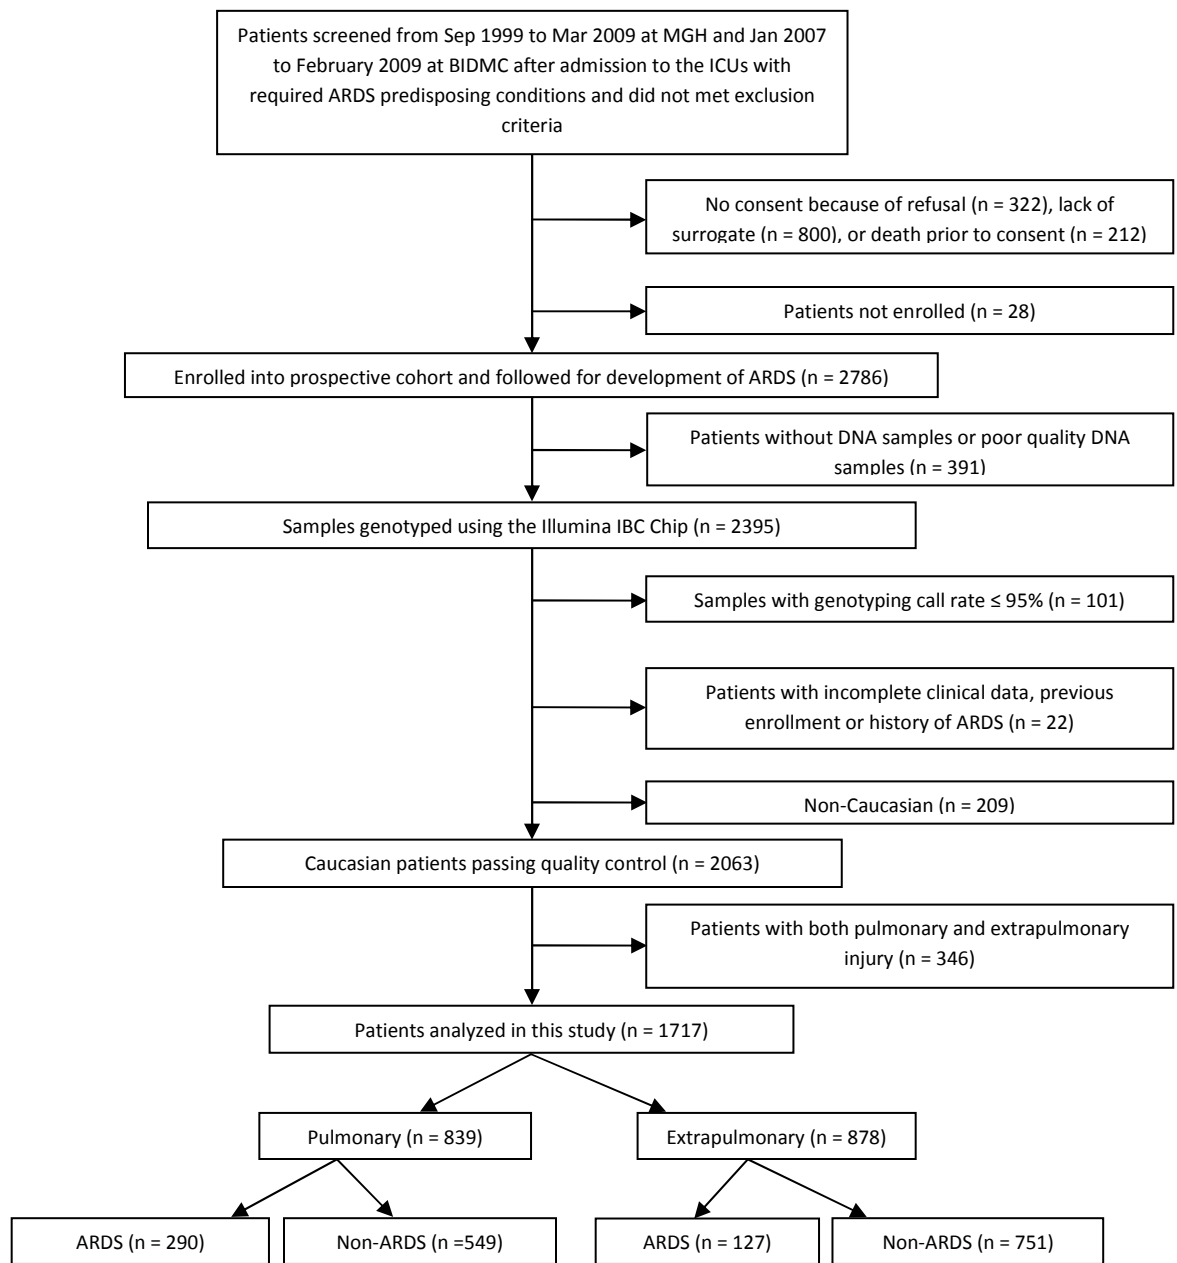 Patients screened from Sep 1999 to Mar 2009 at MGH and Jan 2007
to February 2009 at BIDMC after admission to the ICUs with
required ARDS predisposing conditions and did not met exclusion
criteria
No consent because of refusal (n = 322), lack of
surrogate (n = 800), or death prior to consent (n = 212)
Patients not enrolled (n = 28)
Enrolled into prospective cohort and followed for development of ARDS (n = 2786)
Patients without DNA samples or poor quality DNA
samples (n = 391)
Samples genotyped using the Illumina IBC Chip (n = 2395)
Samples with genotyping call rate ≤ 95% (n = 101)
Patients with incomplete clinical data, previous
enrollment or history of ARDS (n = 22)
Non-Caucasian (n = 209)
Caucasian patients passing quality control (n = 2063)
Patients with both pulmonary and extrapulmonary
injury (n = 346)
Patients analyzed in this study (n = 1717)
Pulmonary (n = 839)
Extrapulmonary (n = 878)
ARDS (n = 290)
Non-ARDS (n =549)
ARDS (n = 127)
Non-ARDS (n = 751)